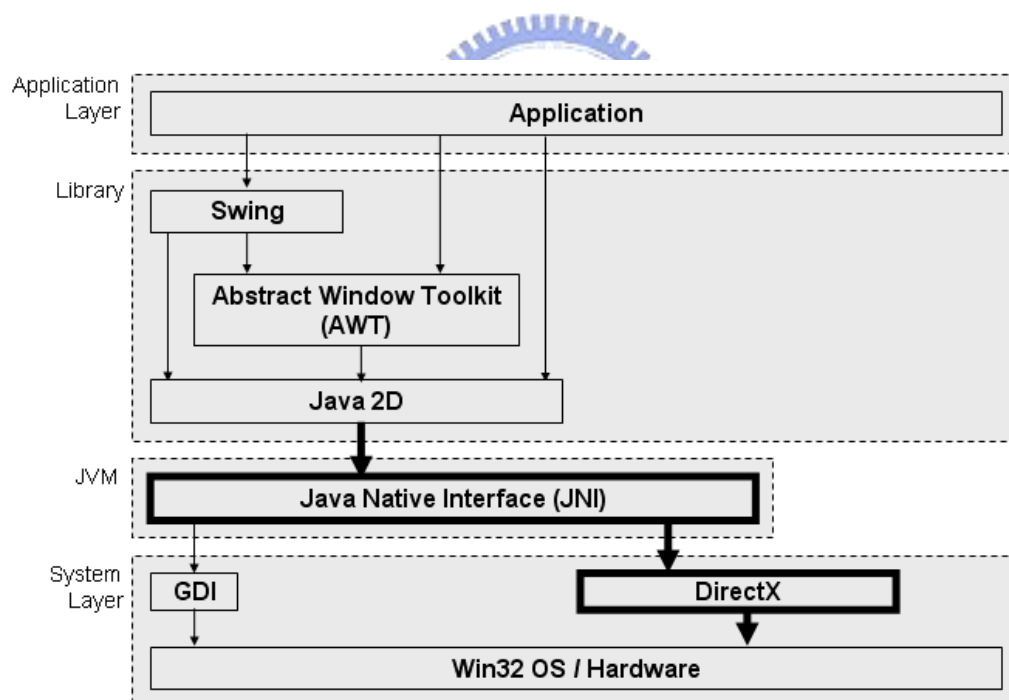 Application
Layer
Application
Library
Swing
Abstract Window Toolkit
(AWT)
Java 2D
JVM
Java Native Interface (JNI)
System
Layer
GDI
DirectX
Win32 OS / Hardware